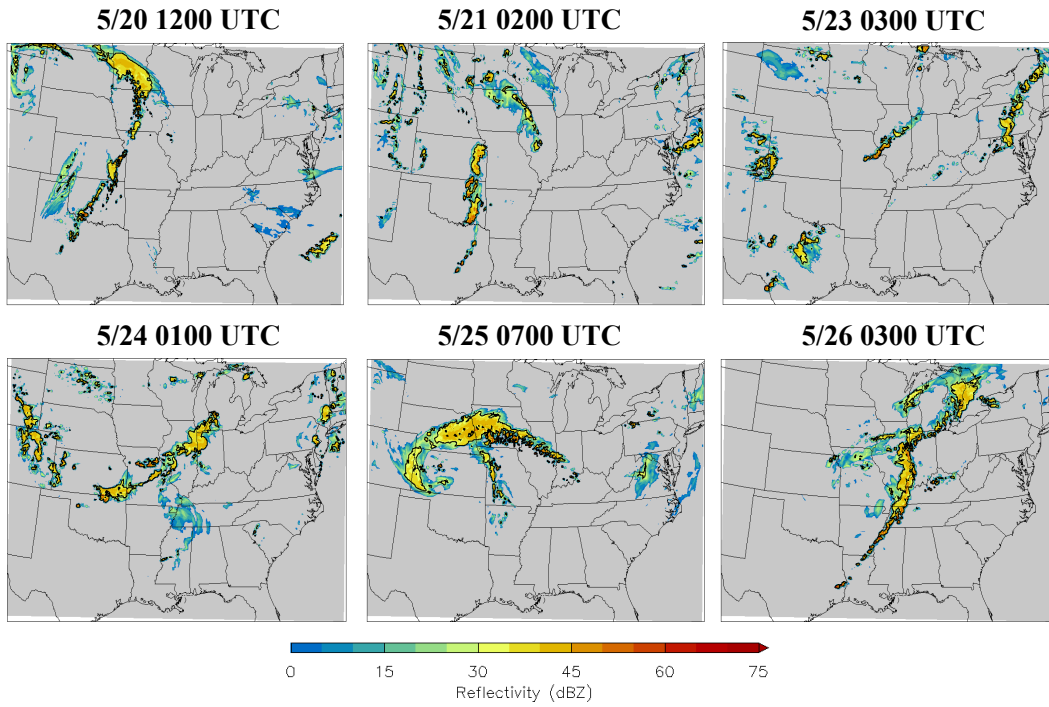 5/20 1200 UTC
5/21 0200 UTC
5/23 0300 UTC
5/24 0100 UTC
5/25 0700 UTC
5/26 0300 UTC
0 15 30 45 60 75
Reflectivity (dBZ)